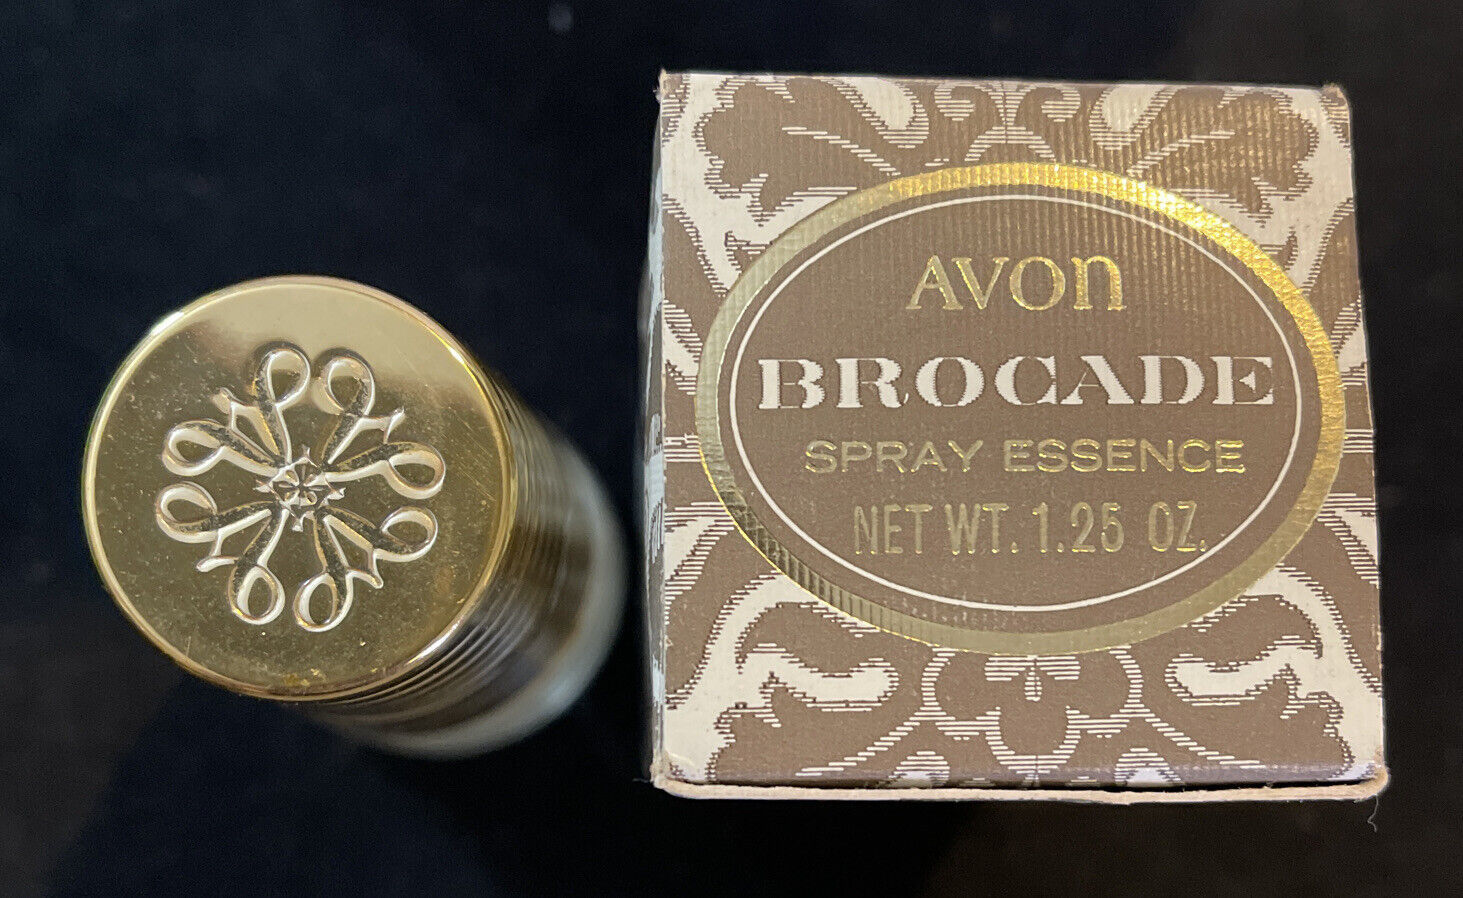 AVON
BROCADE
SPRAY ESSENCE
NET WT. 1.25 OZ.